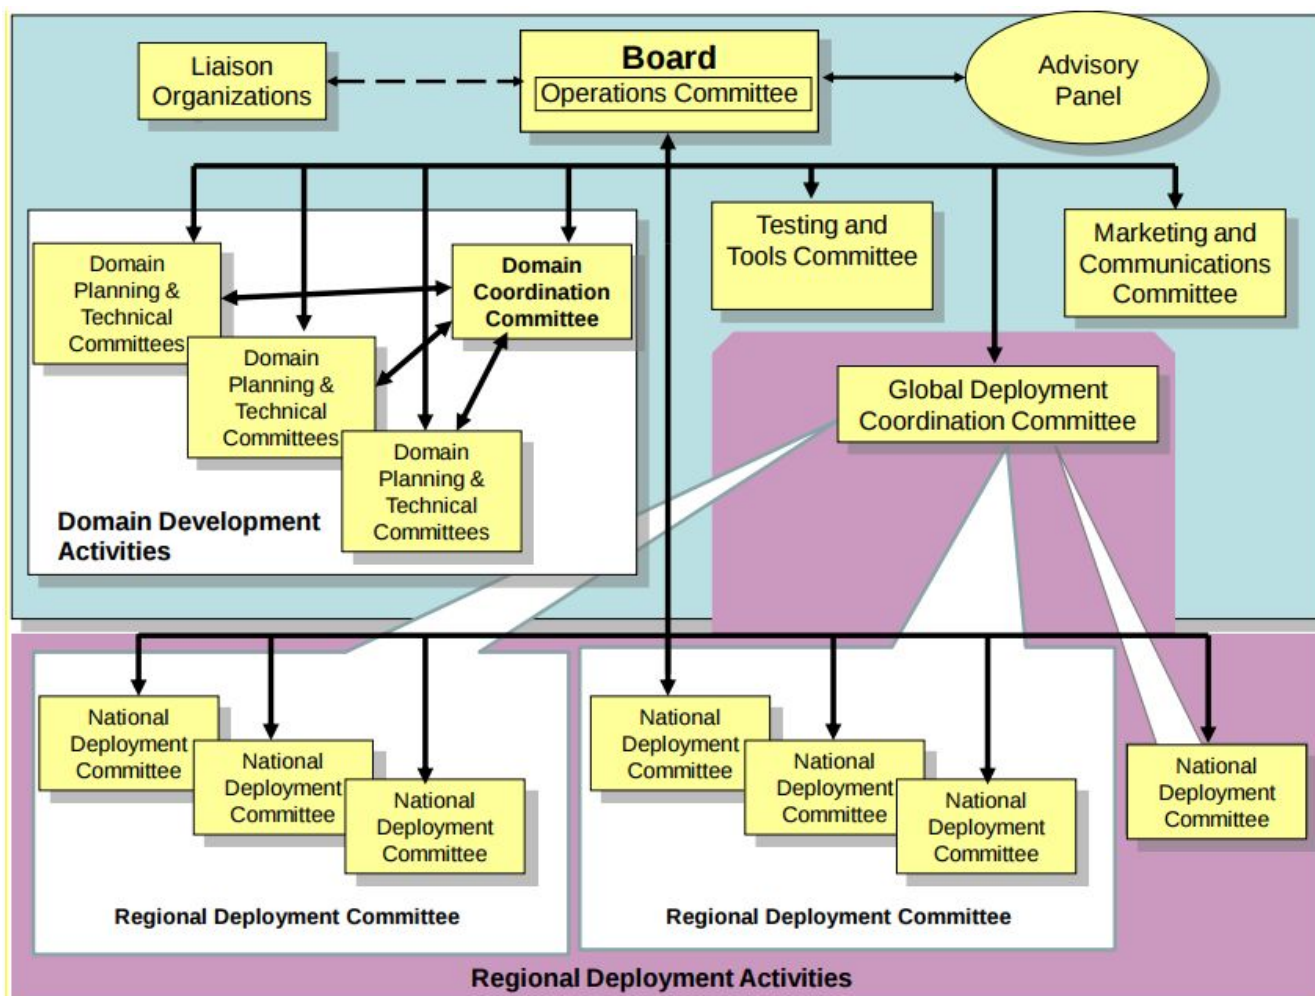 Liaison
Organizations
Board
Operations Committee
Advisory
Panel
Testing and
Tools Committee
Marketing and
Communications
Committee
Domain
Planning &
Technical
Committees
Domain
Coordination
Committee
Domain
Planning &
Technical
Committees
Domain
Planning &
Technical
Committees
Domain Development
Activities
Global Deployment
Coordination Committee
National
Deployment
Committee
National
Deployment
Committee
National
Deployment
Committee
Regional Deployment Committee
National
Deployment
Committee
National
Deployment
Committee
National
Deployment
Committee
Regional Deployment Committee
National
Deployment
Committee
Regional Deployment Activities